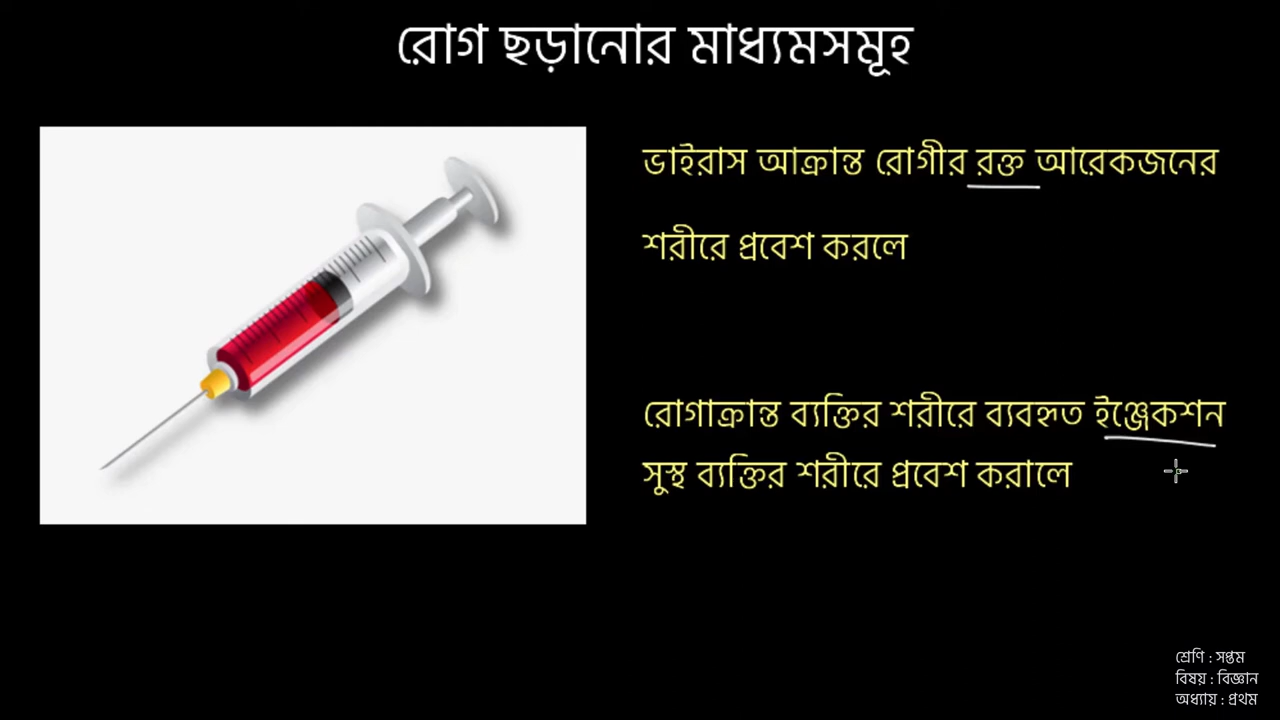 রোগ ছড়ানোর মাধ্যমসমূহ
ভাইরাস আক্রান্ত রোগীর রক্ত আরেকজনের
শরীরে প্রবেশ করলে
রোগাক্রান্ত ব্যক্তির শরীরে ব্যবহৃত ইঞ্জেকশন
সুস্থ ব্যক্তির শরীরে প্রবেশ করালে
শ্রেণি : সপ্তম
বিষয় : বিজ্ঞান
অধ্যায় : প্রথম